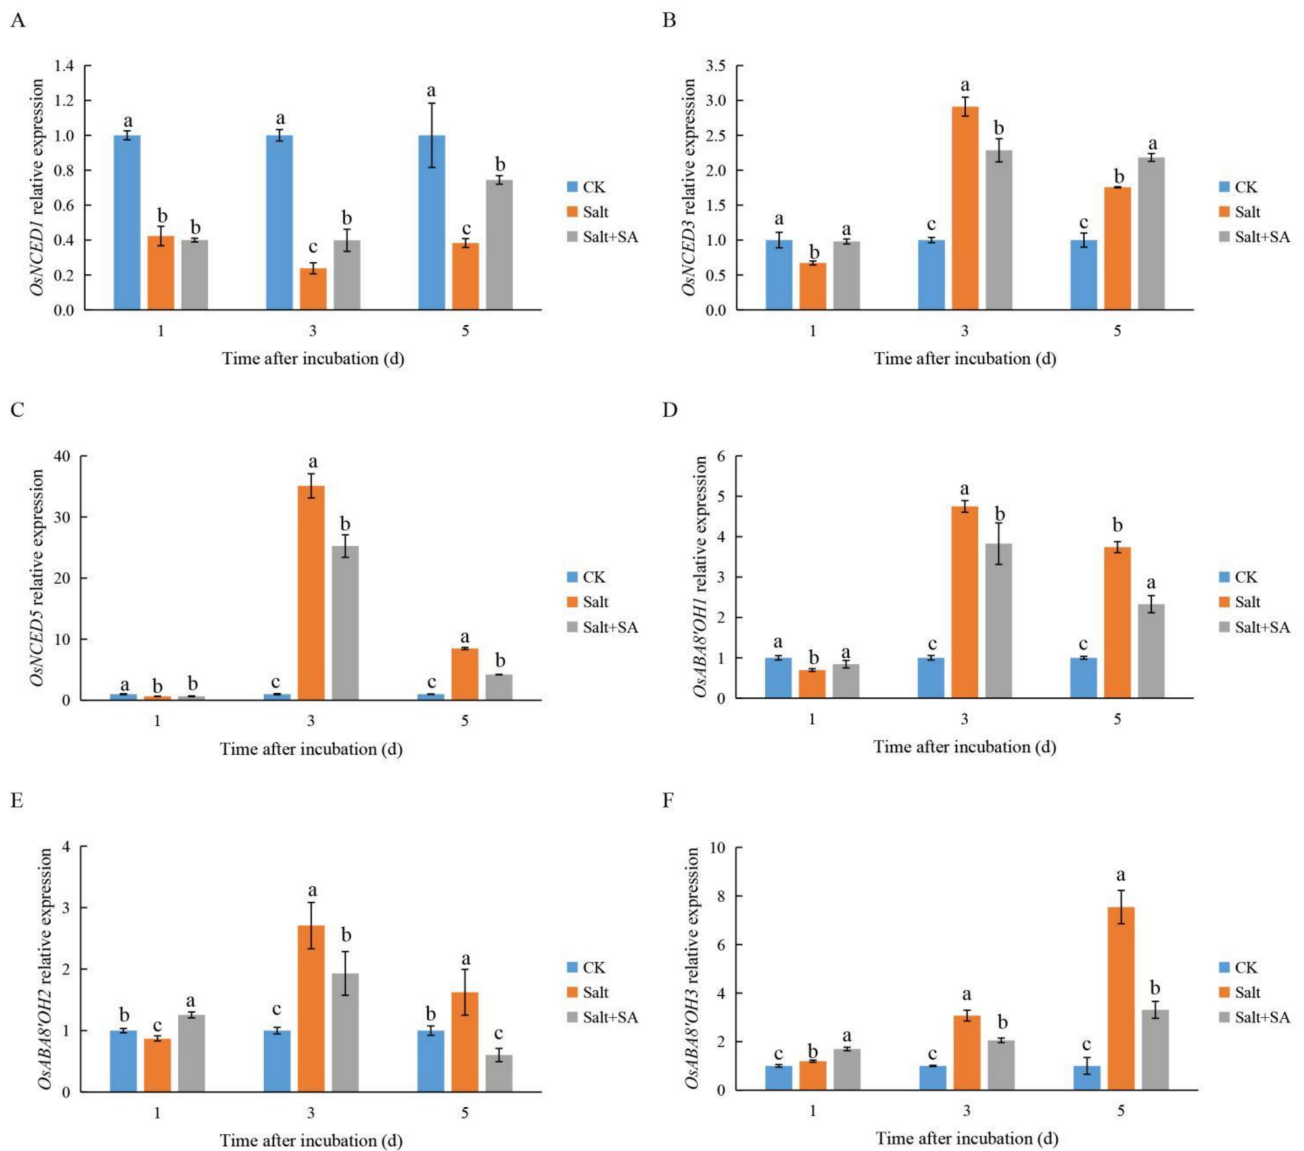 A
OsNCED1 relative expression
1.4
1.2
1.0
0.8
0.6
0.4
0.2
0.0
a
b
b
a
c
b
a
c
b
1
3
5
Time after incubation (d)
CK
Salt
Salt+SA
B
OsNCED3 relative expression
3.5
3.0
2.5
2.0
1.5
1.0
0.5
0.0
a
b
a
c
a
b
c
b
a
1
3
5
Time after incubation (d)
CK
Salt
Salt+SA
C
OsNCED5 relative expression
40
30
20
10
0
a
b
b
c
a
b
c
a
b
1
3
5
Time after incubation (d)
CK
Salt
Salt+SA
D
OsABA8'OH1 relative expression
6
5
4
3
2
1
0
a
b
a
c
a
b
c
b
a
1
3
5
Time after incubation (d)
CK
Salt
Salt+SA
E
OsABA8'OH2 relative expression
4
3
2
1
0
b
c
a
c
a
b
b
a
c
1
3
5
Time after incubation (d)
CK
Salt
Salt+SA
F
OsABA8'OH3 relative expression
10
8
6
4
2
0
c
b
a
c
a
b
c
a
b
1
3
5
Time after incubation (d)
CK
Salt
Salt+SA